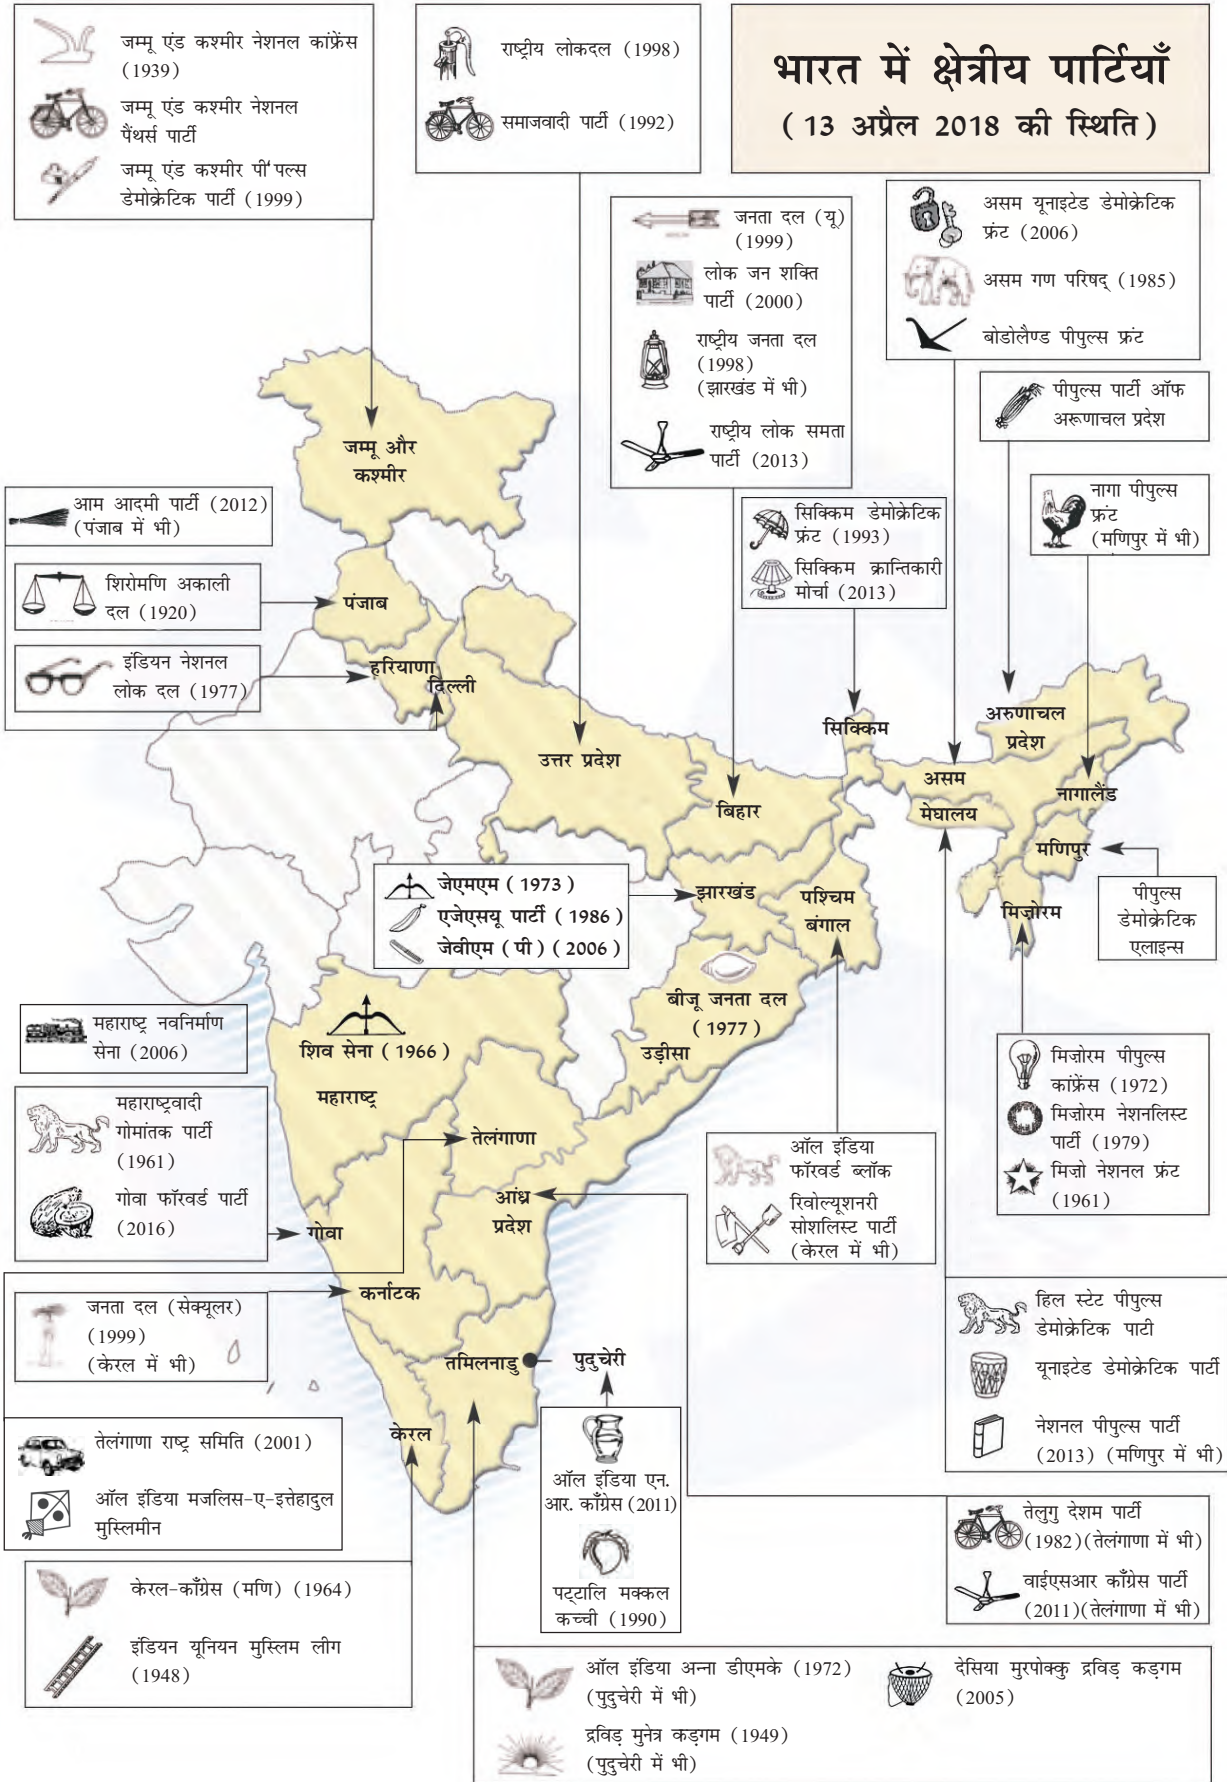 जम्मू एंड कश्मीर नेशनल कांफ्रेंस
(1939)
जम्मू एंड कश्मीर नेशनल
पैंथर्स पार्टी
जम्मू एंड कश्मीर पी'पल्स
डेमोक्रेटिक पार्टी (1999)
राष्ट्रीय लोकदल (1998)
समाजवादी पार्टी (1992)
भारत में क्षेत्रीय पार्टियाँ
(13 अप्रैल 2018 की स्थिति)
जनता दल (यू)
(1999)
लोक जन शक्ति
पार्टी (2000)
राष्ट्रीय जनता दल
(1998)
(झारखंड में भी)
राष्ट्रीय लोक समता
पार्टी (2013)
असम यूनाइटेड डेमोक्रेटिक
फ्रंट (2006)
असम गण परिषद् (1985)
बोडोलैण्ड पीपुल्स फ्रंट
पीपुल्स पार्टी ऑफ
अरूणाचल प्रदेश
नागा पीपुल्स
फ्रंट
(मणिपुर में भी)
सिक्किम डेमोक्रेटिक
फ्रंट (1993)
सिक्किम क्रान्तिकारी
मोर्चा (2013)
आम आदमी पार्टी (2012)
(पंजाब में भी)
शिरोमणि अकाली
दल (1920)
इंडियन नेशनल
लोक दल (1977)
जम्मू और
कश्मीर
पंजाब
हरियाणा
दिल्ली
उत्तर प्रदेश
बिहार
सिक्किम
अरुणाचल
प्रदेश
असम
नागालैंड
मेघालय
मणिपुर
मिज़ोरम
झारखंड
पश्चिम
बंगाल
जेएमएम (1973)
एजेएसयू पार्टी (1986)
जेवीएम (पी) (2006)
पीपुल्स
डेमोक्रेटिक
एलाइन्स
बीजू जनता दल
(1977)
उड़ीसा
शिव सेना (1966)
महाराष्ट्र
महाराष्ट्र नवनिर्माण
सेना (2006)
महाराष्ट्रवादी
गोमांतक पार्टी
(1961)
गोवा फॉरवर्ड पार्टी
(2016)
तेलंगाणा
आंध्र
प्रदेश
गोवा
कर्नाटक
तमिलनाडु
पुदुचेरी
केरल
मिज़ोरम पीपुल्स
कांफ्रेंस (1972)
मिज़ोरम नेशनलिस्ट
पार्टी (1979)
मिज़ो नेशनल फ्रंट
(1961)
ऑल इंडिया
फॉरवर्ड ब्लॉक
रिवोल्यूशनरी
सोशलिस्ट पार्टी
(केरल में भी)
जनता दल (सेक्यूलर)
(1999)
(केरल में भी)
हिल स्टेट पीपुल्स
डेमोक्रेटिक पाटी
यूनाइटेड डेमोक्रेटिक पार्टी
नेशनल पीपुल्स पार्टी
(2013) (मणिपुर में भी)
तेलंगाणा राष्ट्र समिति (2001)
ऑल इंडिया मजलिस-ए-इत्तेहादुल
मुस्लिमीन
ऑल इंडिया एन.
आर. काँग्रेस (2011)
पट्टालि मक्कल
कच्ची (1990)
तेलुगु देशम पार्टी
(1982)(तेलंगाणा में भी)
वाईएसआर काँग्रेस पार्टी
(2011)(तेलंगाणा में भी)
केरल-काँग्रेस (मणि) (1964)
इंडियन यूनियन मुस्लिम लीग
(1948)
ऑल इंडिया अन्ना डीएमके (1972)
(पुदुचेरी में भी)
द्रविड़ मुनेत्र कड़गम (1949)
(पुदुचेरी में भी)
देसिया मुरपोक्कु द्रविड़ कड़गम
(2005)